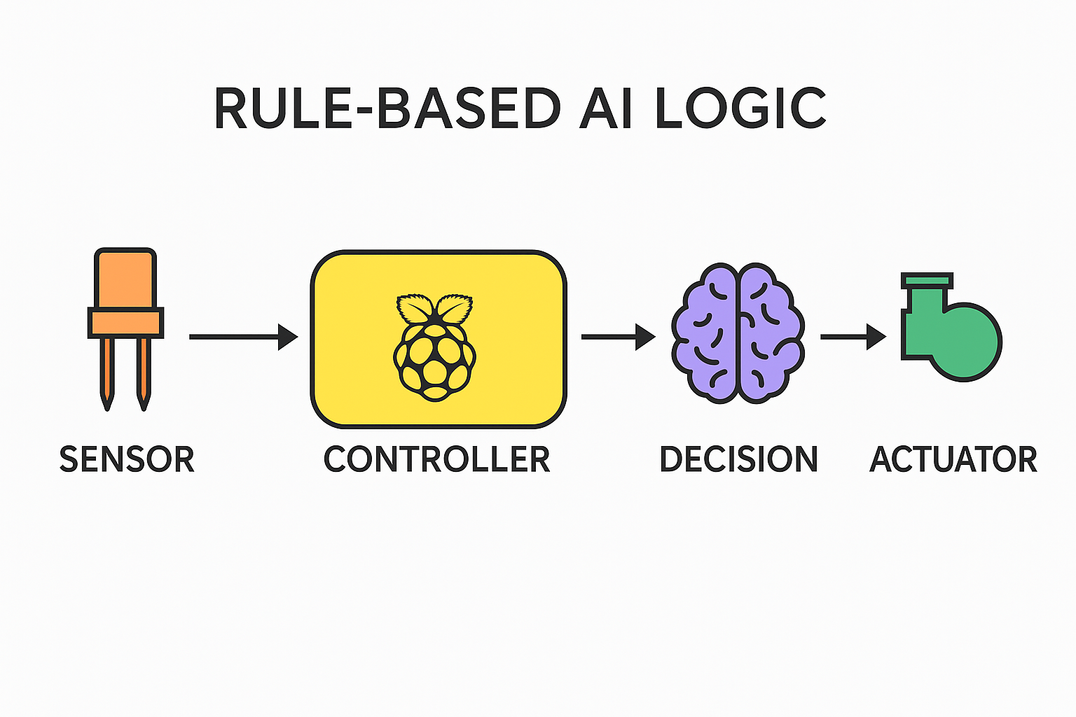 RULE-BASED AI LOGIC
SENSOR
CONTROLLER
DECISION
ACTUATOR